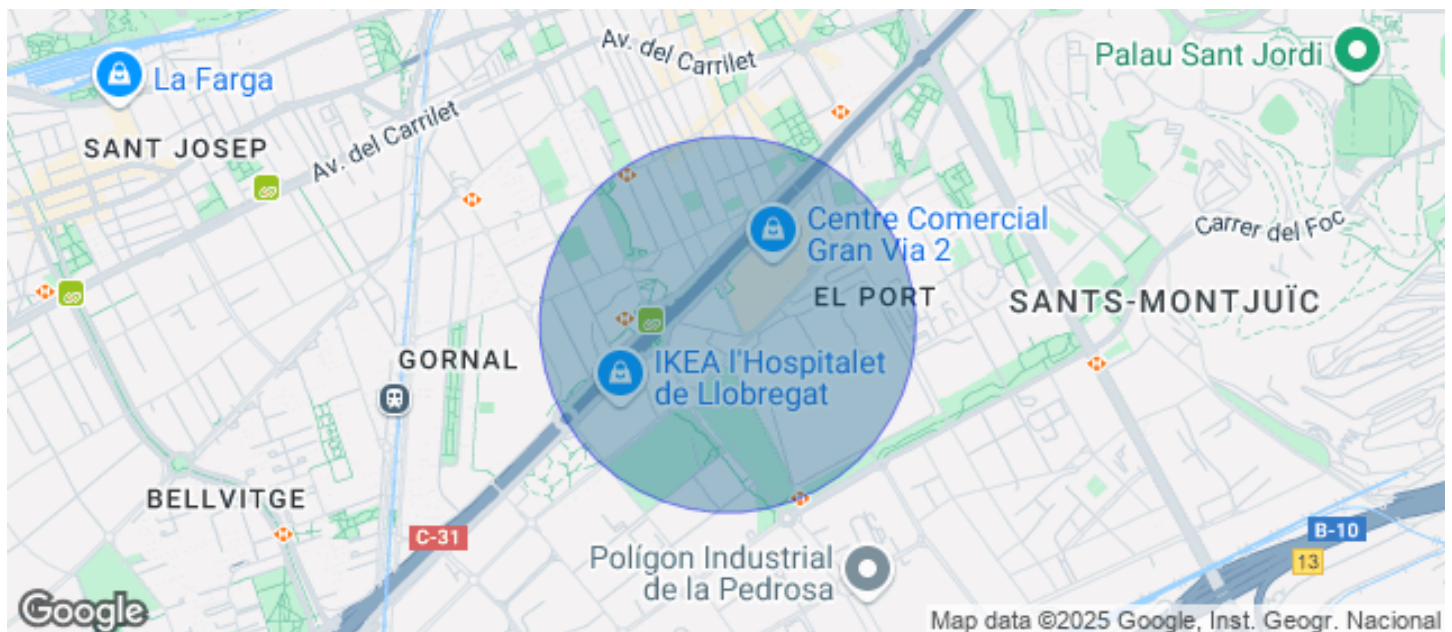 Av. del Carrilet
Palau Sant Jordi
La Farga
SANT JOSEP
Av. del Carrilet
Centre Comercial
Gran Via 2
Carrer del Foc
EL PORT
SANTS-MONTJUÏC
GORNAL
IKEA l'Hospitalet
de Llobregat
BELLVITGE
C-31
B-10
Polígon Industrial
de la Pedrosa
13
Google
Map data ©2025 Google, Inst. Geogr. Nacional